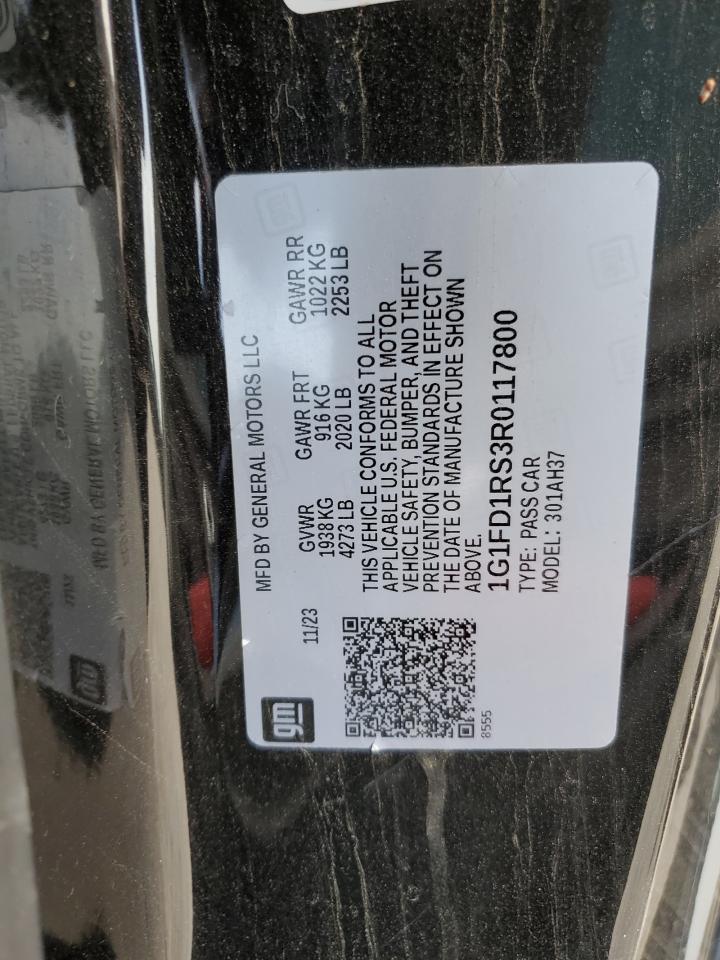 gm
MFD BY GENERAL MOTORS LLC
11/23
GVWR GAWR FRT GAWR RR
1938 KG 916 KG 1022 KG
4273 LB 2020 LB 2253 LB
THIS VEHICLE CONFORMS TO ALL
APPLICABLE U.S. FEDERAL MOTOR
VEHICLE SAFETY, BUMPER, AND THEFT
PREVENTION STANDARDS IN EFFECT ON
THE DATE OF MANUFACTURE SHOWN
ABOVE.
8555
1G1FD1RS3R0117800
TYPE: PASS CAR
MODEL: 301AH37